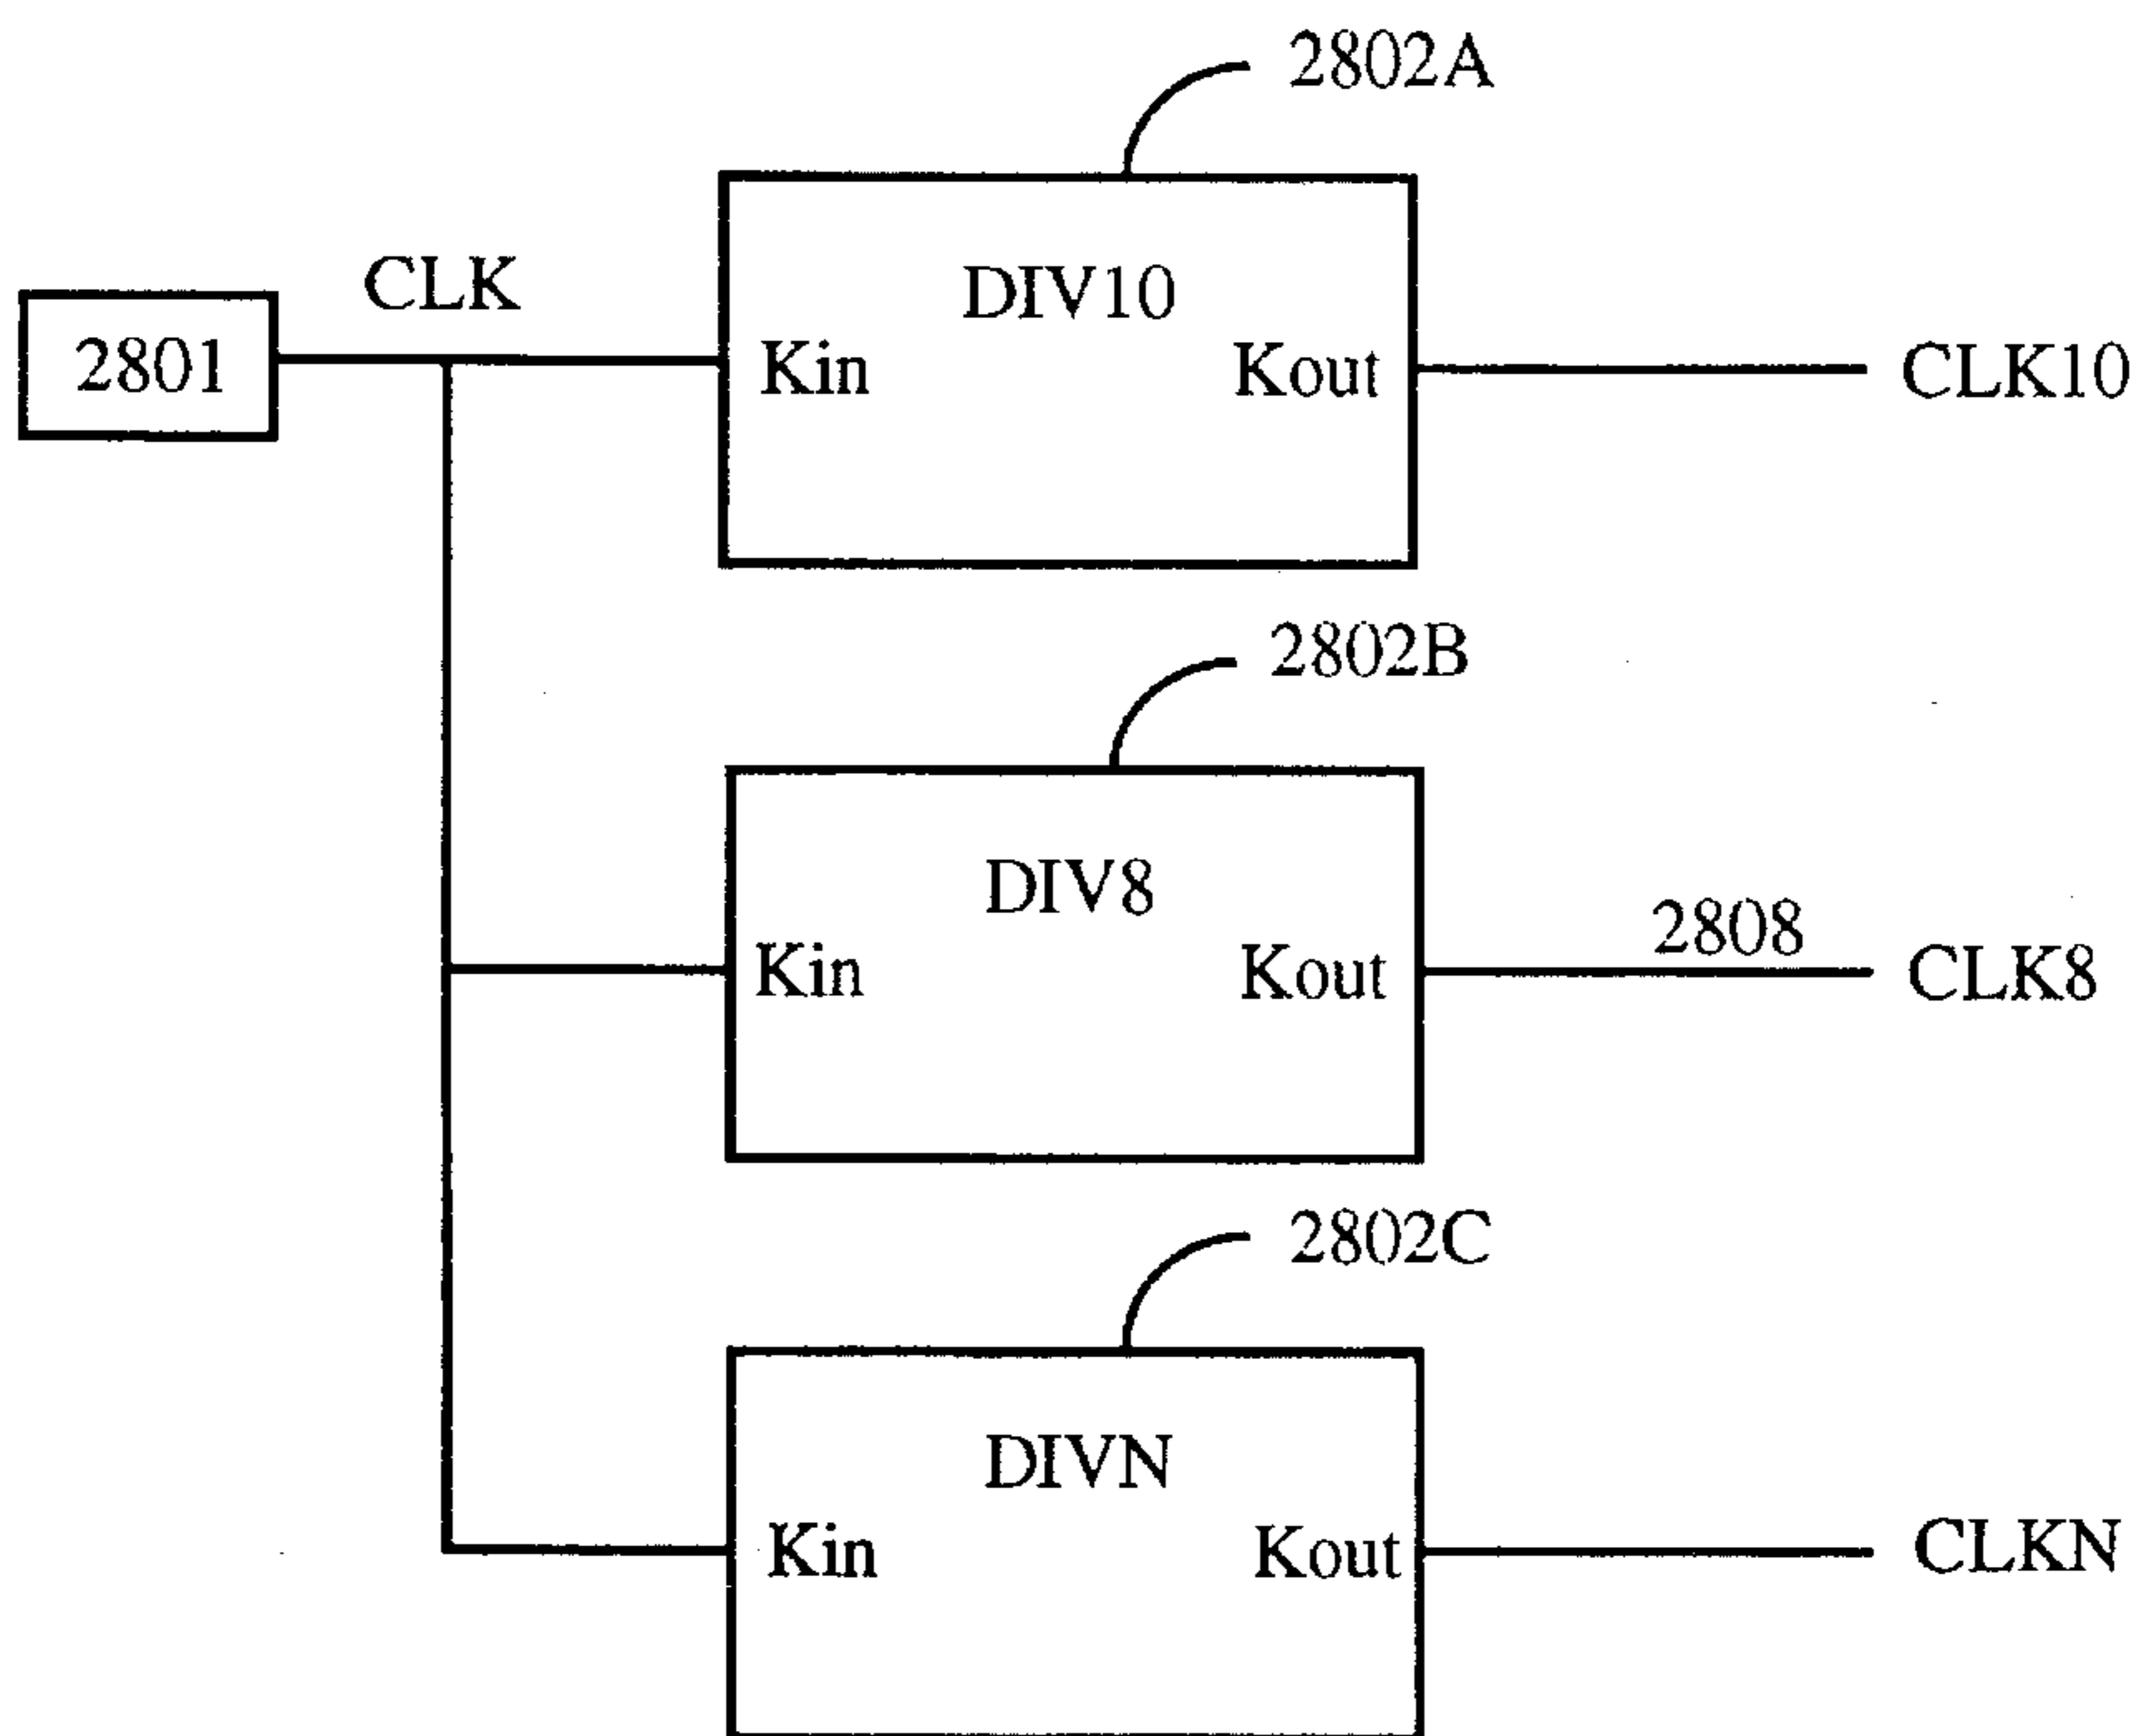 2802A
CLK
DIV10
2801
Kin
Kout
CLK10
2802B
DIV8
2808
Kin
Kout
CLK8
2802C
DIVN
Kin
Kout
CLKN